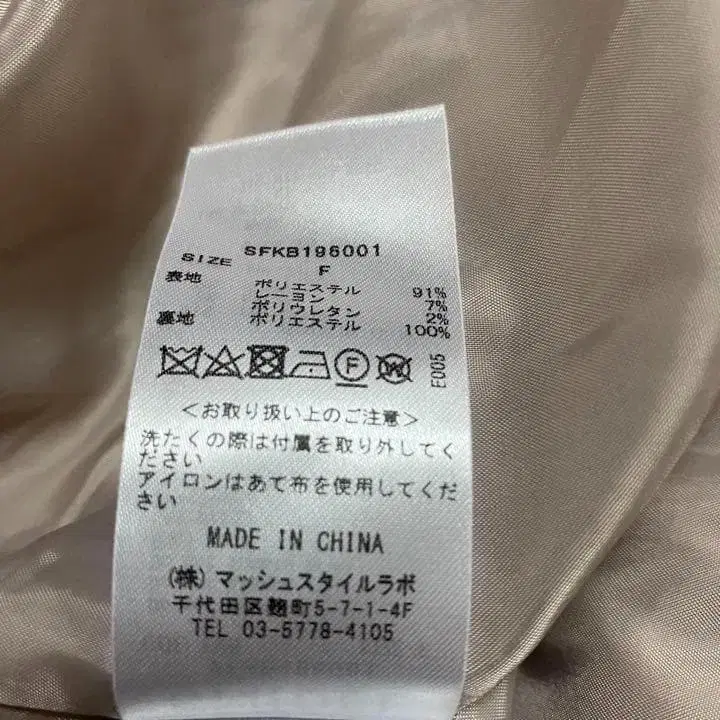 SFKB196001
SIZE F
表地 ポリエステル 91%
レーヨン 7%
ポリウレタン 2%
裏地 ポリエステル 100%
F W E005
＜お取り扱い上のご注意＞
洗たくの際は付属を取り外してく
ださい
アイロンはあて布を使用してくだ
さい
MADE IN CHINA
(株) マッシュスタイルラボ
千代田区麹町5-7-1-4F
TEL 03-5778-4105